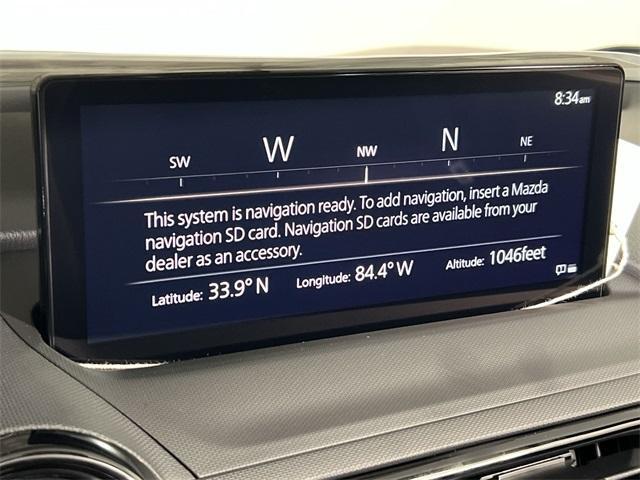 8:34am
SW W NW N NE
This system is navigation ready. To add navigation, insert a Mazda
navigation SD card. Navigation SD cards are available from your
dealer as an accessory.
Latitude: 33.9° N Longitude: 84.4° W Altitude: 1046feet